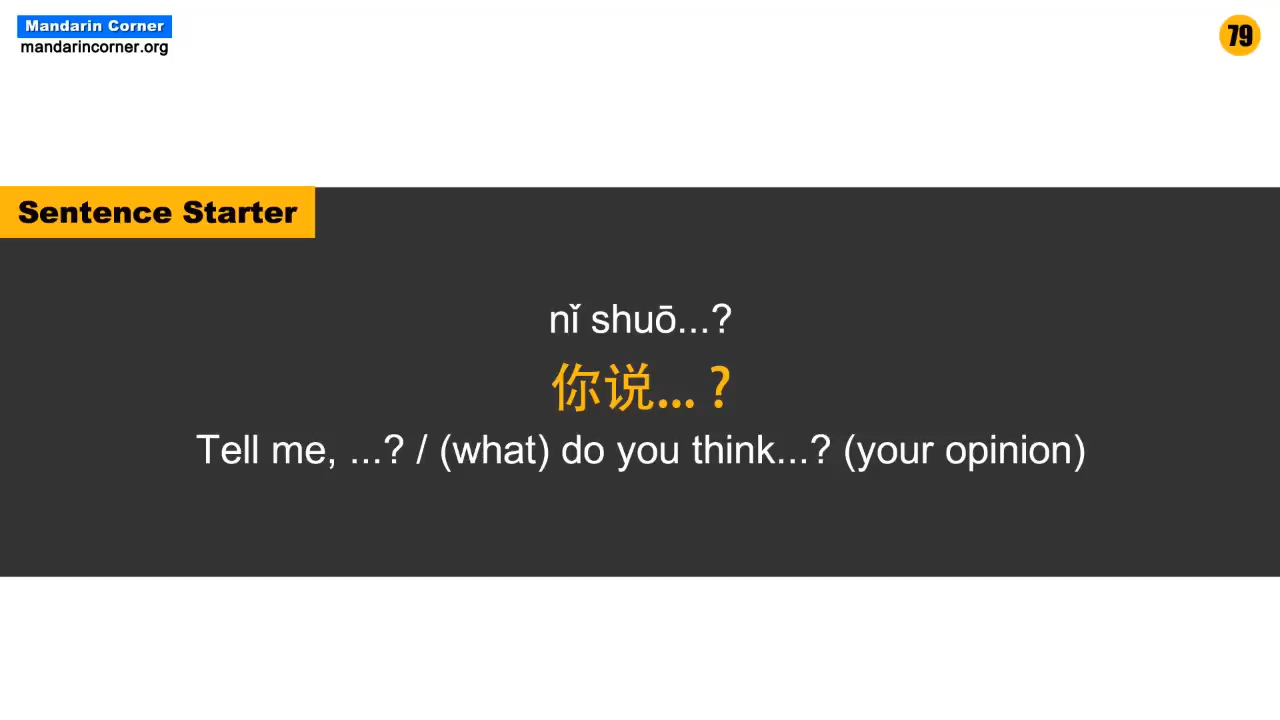 Mandarin Corner
mandarincorner.org
79
Sentence Starter
nǐ shuō...?
你说...?
Tell me, ...? / (what) do you think...? (your opinion)